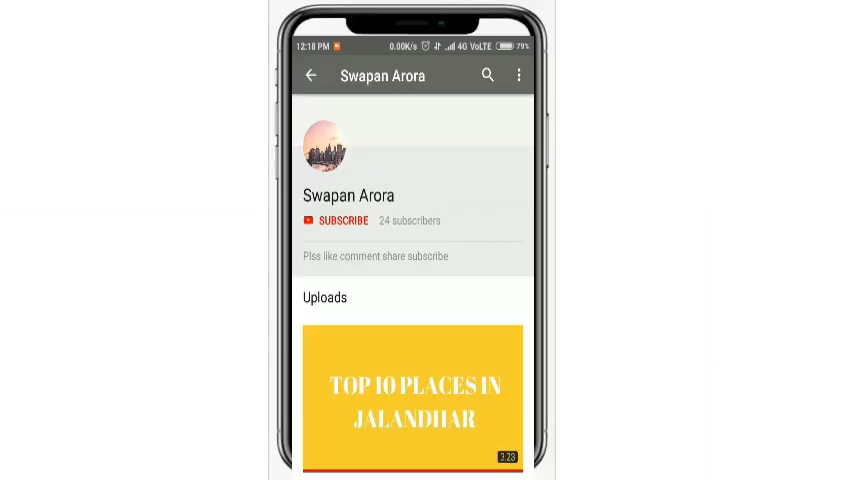 12:18 PM 0.00K/s 4G VoLTE 79%
Swapan Arora
Swapan Arora
SUBSCRIBE 24 subscribers
Plss like comment share subscribe
Uploads
TOP 10 PLACES IN
JALANDHAR
3:23